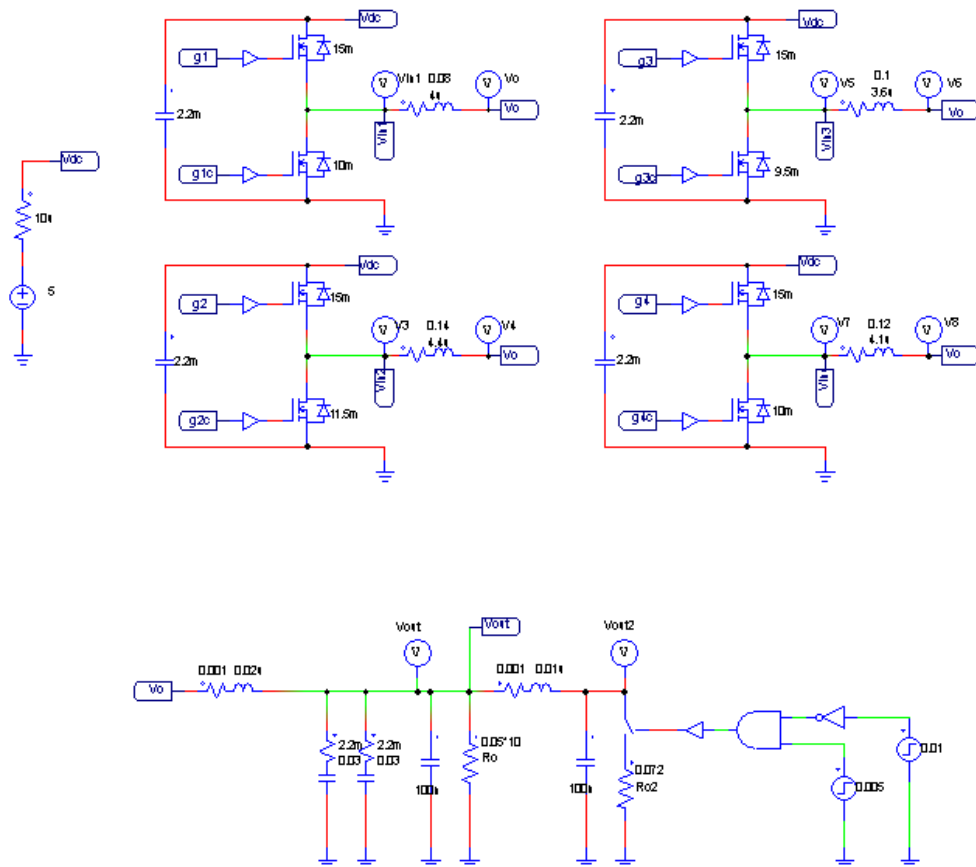 Vdc
10u
5
Vdc
g1
15m
2.2m
g1c
10m
Vin1
0.08
4u
Vo
V
V
Vo
Vin1
Vdc
g3
15m
2.2m
g3c
9.5m
V5
0.1
3.6u
V6
V
V
Vo
Vin3
Vdc
g2
15m
2.2m
g2c
11.5m
V3
0.14
4.4u
V4
V
V
Vo
Vin2
Vdc
g4
15m
2.2m
g4c
10m
V7
0.12
4.1u
V8
V
V
Vo
Vo
0.001 0.02u
Vout
V
Vout
2.2m
0.03
2.2m
0.03
100u
0.05*10
Ro
0.001 0.01u
Vout2
V
100u
0.072
Ro2
0.01
0.005